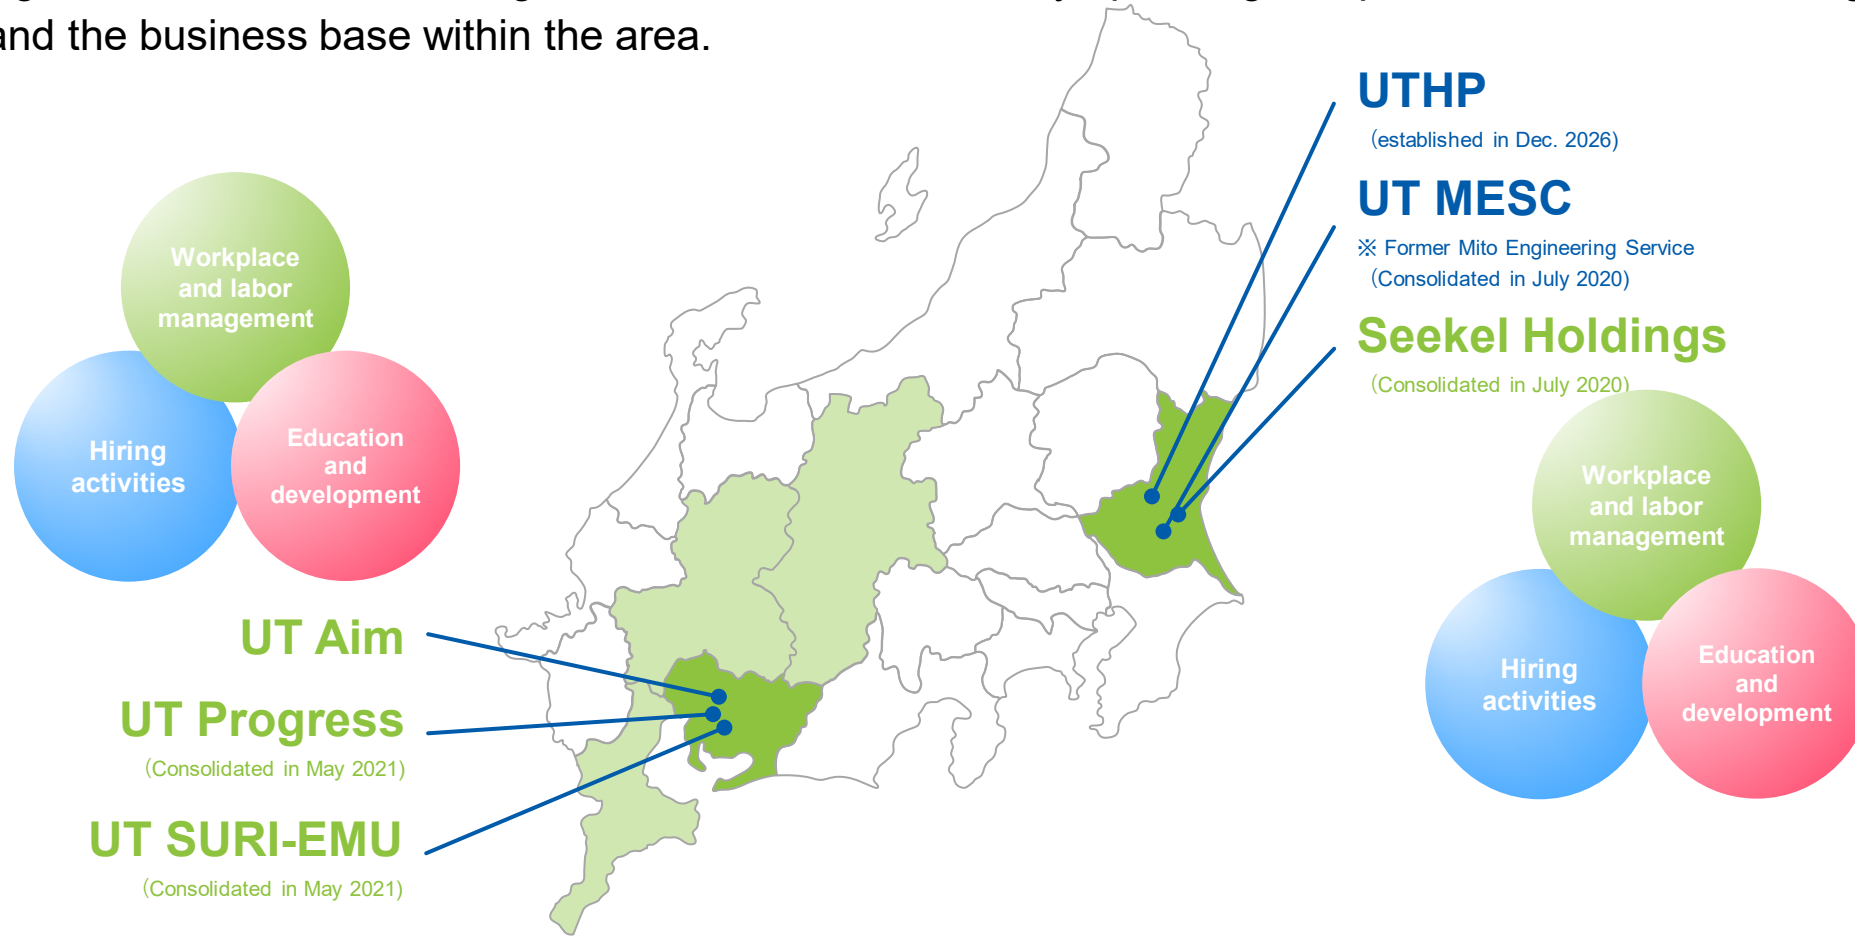 and the business base within the area.
UTHP
(established in Dec. 2026)
UT MESC
※ Former Mito Engineering Service
(Consolidated in July 2020)
Seekel Holdings
(Consolidated in July 2020)
Workplace
and labor
management
Hiring
activities
Education
and
development
UT Aim
UT Progress
(Consolidated in May 2021)
UT SURI-EMU
(Consolidated in May 2021)
Workplace
and labor
management
Hiring
activities
Education
and
development